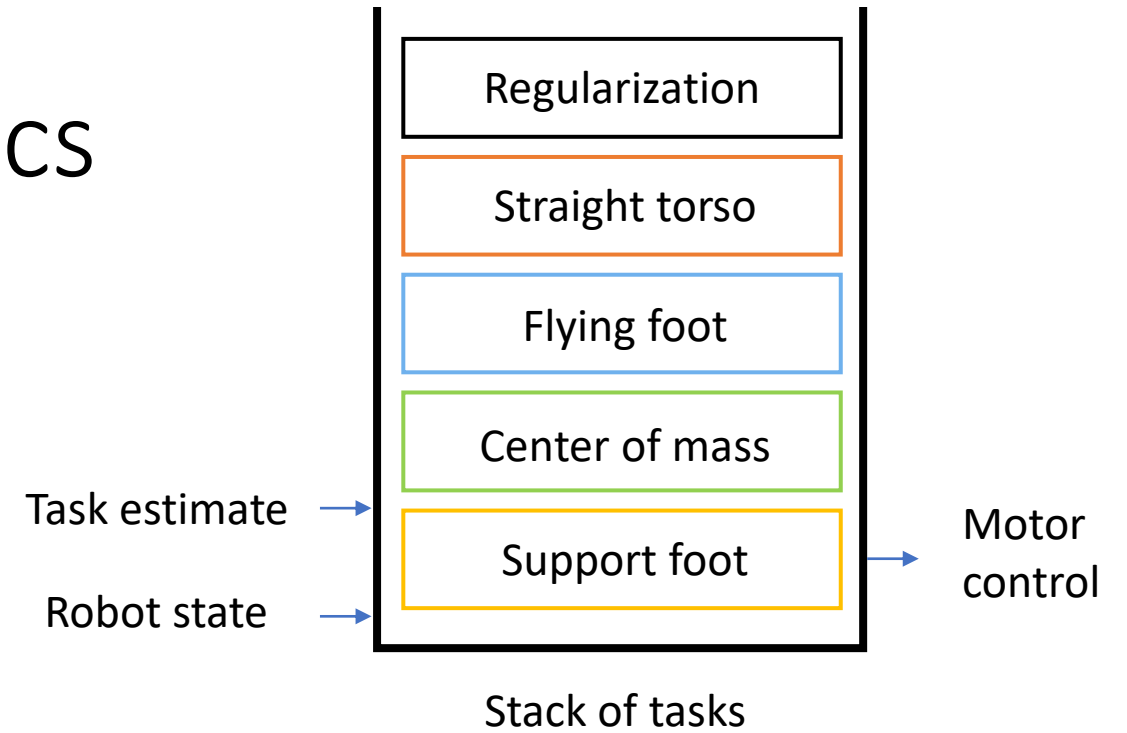 cs
Regularization
Straight torso
Flying foot
Center of mass
Support foot
Task estimate
Robot state
Motor
control
Stack of tasks